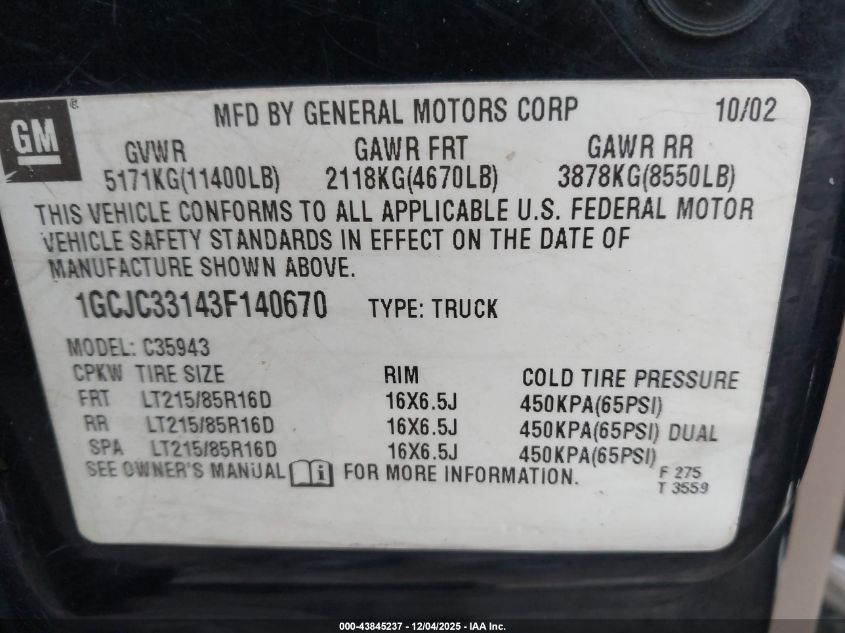 GM ®
MFD BY GENERAL MOTORS CORP 10/02
GVWR GAWR FRT GAWR RR
5171KG(11400LB) 2118KG(4670LB) 3878KG(8550LB)
THIS VEHICLE CONFORMS TO ALL APPLICABLE U.S. FEDERAL MOTOR
VEHICLE SAFETY STANDARDS IN EFFECT ON THE DATE OF
MANUFACTURE SHOWN ABOVE.
1GCJC33143F140670 TYPE: TRUCK
MODEL: C35943
CPKW TIRE SIZE RIM COLD TIRE PRESSURE
FRT LT215/85R16D 16X6.5J 450KPA(65PSI)
RR LT215/85R16D 16X6.5J 450KPA(65PSI) DUAL
SPA LT215/85R16D 16X6.5J 450KPA(65PSI)
SEE OWNER'S MANUAL i FOR MORE INFORMATION. F 275
T 3559
000-43845237 - 12/04/2025 - IAA Inc.